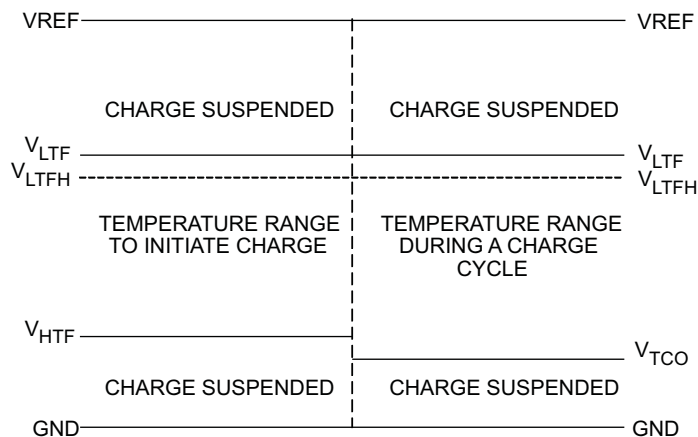 VREF
VREF
CHARGE SUSPENDED
CHARGE SUSPENDED
VLTF
VLTF
VLTFH
VLTFH
TEMPERATURE RANGE
TO INITIATE CHARGE
TEMPERATURE RANGE
DURING A CHARGE
CYCLE
VHTF
VTCO
CHARGE SUSPENDED
CHARGE SUSPENDED
GND
GND